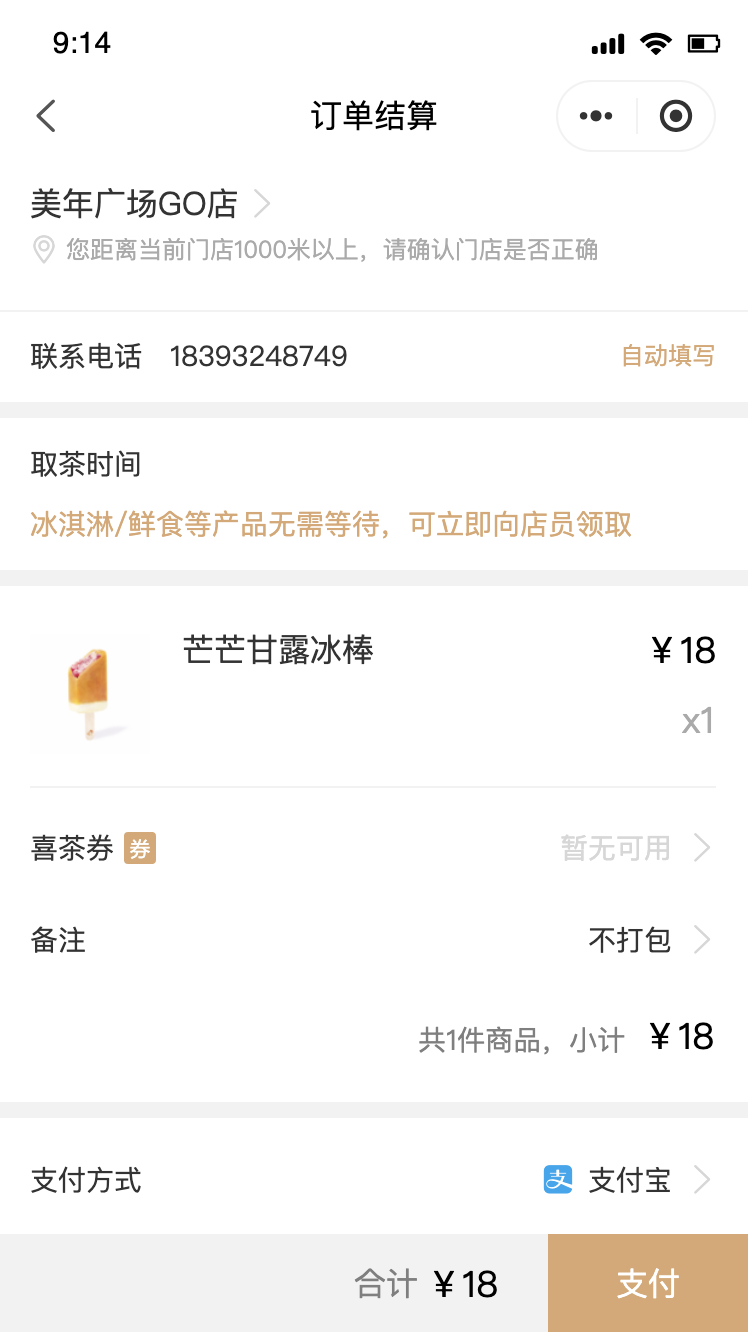 9:14
订单结算
美年广场GO店
您距离当前门店1000米以上，请确认门店是否正确
联系电话 18393248749 自动填写
取茶时间
冰淇淋/鲜食等产品无需等待，可立即向店员领取
芒芒甘露冰棒 ¥18
x1
喜茶券 券 暂无可用
备注 不打包
共1件商品，小计 ¥18
支付方式 支 支付宝
合计 ¥18 支付